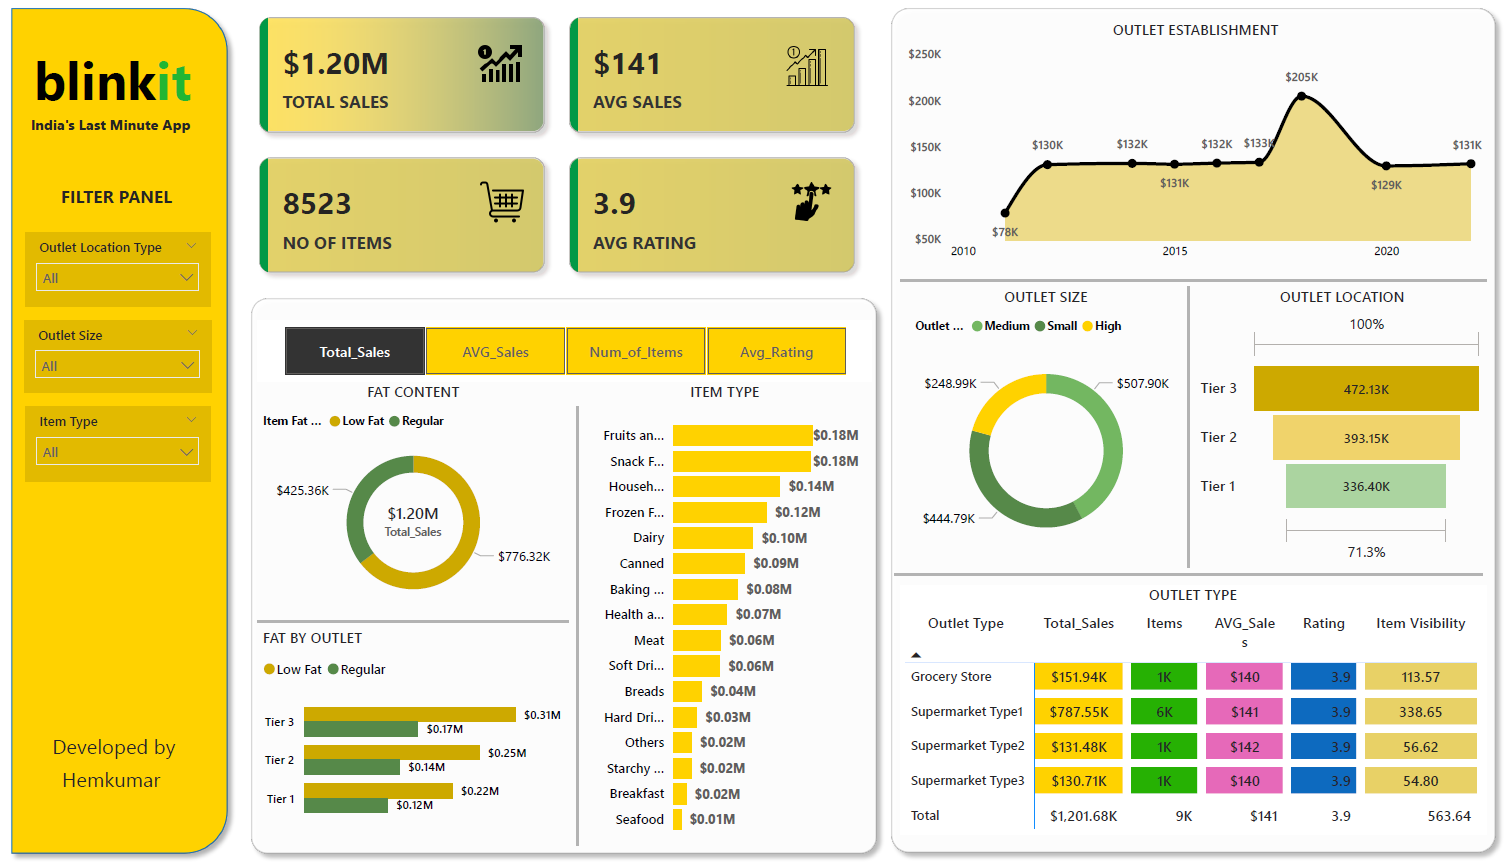 blinkit
India's Last Minute App
FILTER PANEL
Outlet Location Type
All
Outlet Size
All
Item Type
All
Developed by
Hemkumar
$1.20M
TOTAL SALES
$141
AVG SALES
8523
NO OF ITEMS
3.9
AVG RATING
Total_Sales AVG_Sales Num_of_Items Avg_Rating
FAT CONTENT
Item Fat ... Low Fat Regular
$425.36K
$1.20M
Total_Sales
$776.32K
FAT BY OUTLET
Low Fat Regular
Tier 3 $0.31M
$0.17M
Tier 2 $0.25M
$0.14M
Tier 1 $0.22M
$0.12M
ITEM TYPE
Fruits an... $0.18M
Snack F... $0.18M
Househ... $0.14M
Frozen F... $0.12M
Dairy $0.10M
Canned $0.09M
Baking ... $0.08M
Health a... $0.07M
Meat $0.06M
Soft Dri... $0.06M
Breads $0.04M
Hard Dri... $0.03M
Others $0.02M
Starchy ... $0.02M
Breakfast $0.02M
Seafood $0.01M
OUTLET ESTABLISHMENT
$250K
$200K
$150K
$100K
$50K
$78K
$130K
$132K
$131K
$132K
$133K
$205K
$129K
$131K
2010 2015 2020
OUTLET SIZE
Outlet ... Medium Small High
$248.99K
$507.90K
$444.79K
OUTLET LOCATION
100%
Tier 3 472.13K
Tier 2 393.15K
Tier 1 336.40K
71.3%
OUTLET TYPE
Outlet Type Total_Sales Items AVG_Sale
s Rating Item Visibility
Grocery Store $151.94K 1K $140 3.9 113.57
Supermarket Type1 $787.55K 6K $141 3.9 338.65
Supermarket Type2 $131.48K 1K $142 3.9 56.62
Supermarket Type3 $130.71K 1K $140 3.9 54.80
Total $1,201.68K 9K $141 3.9 563.64